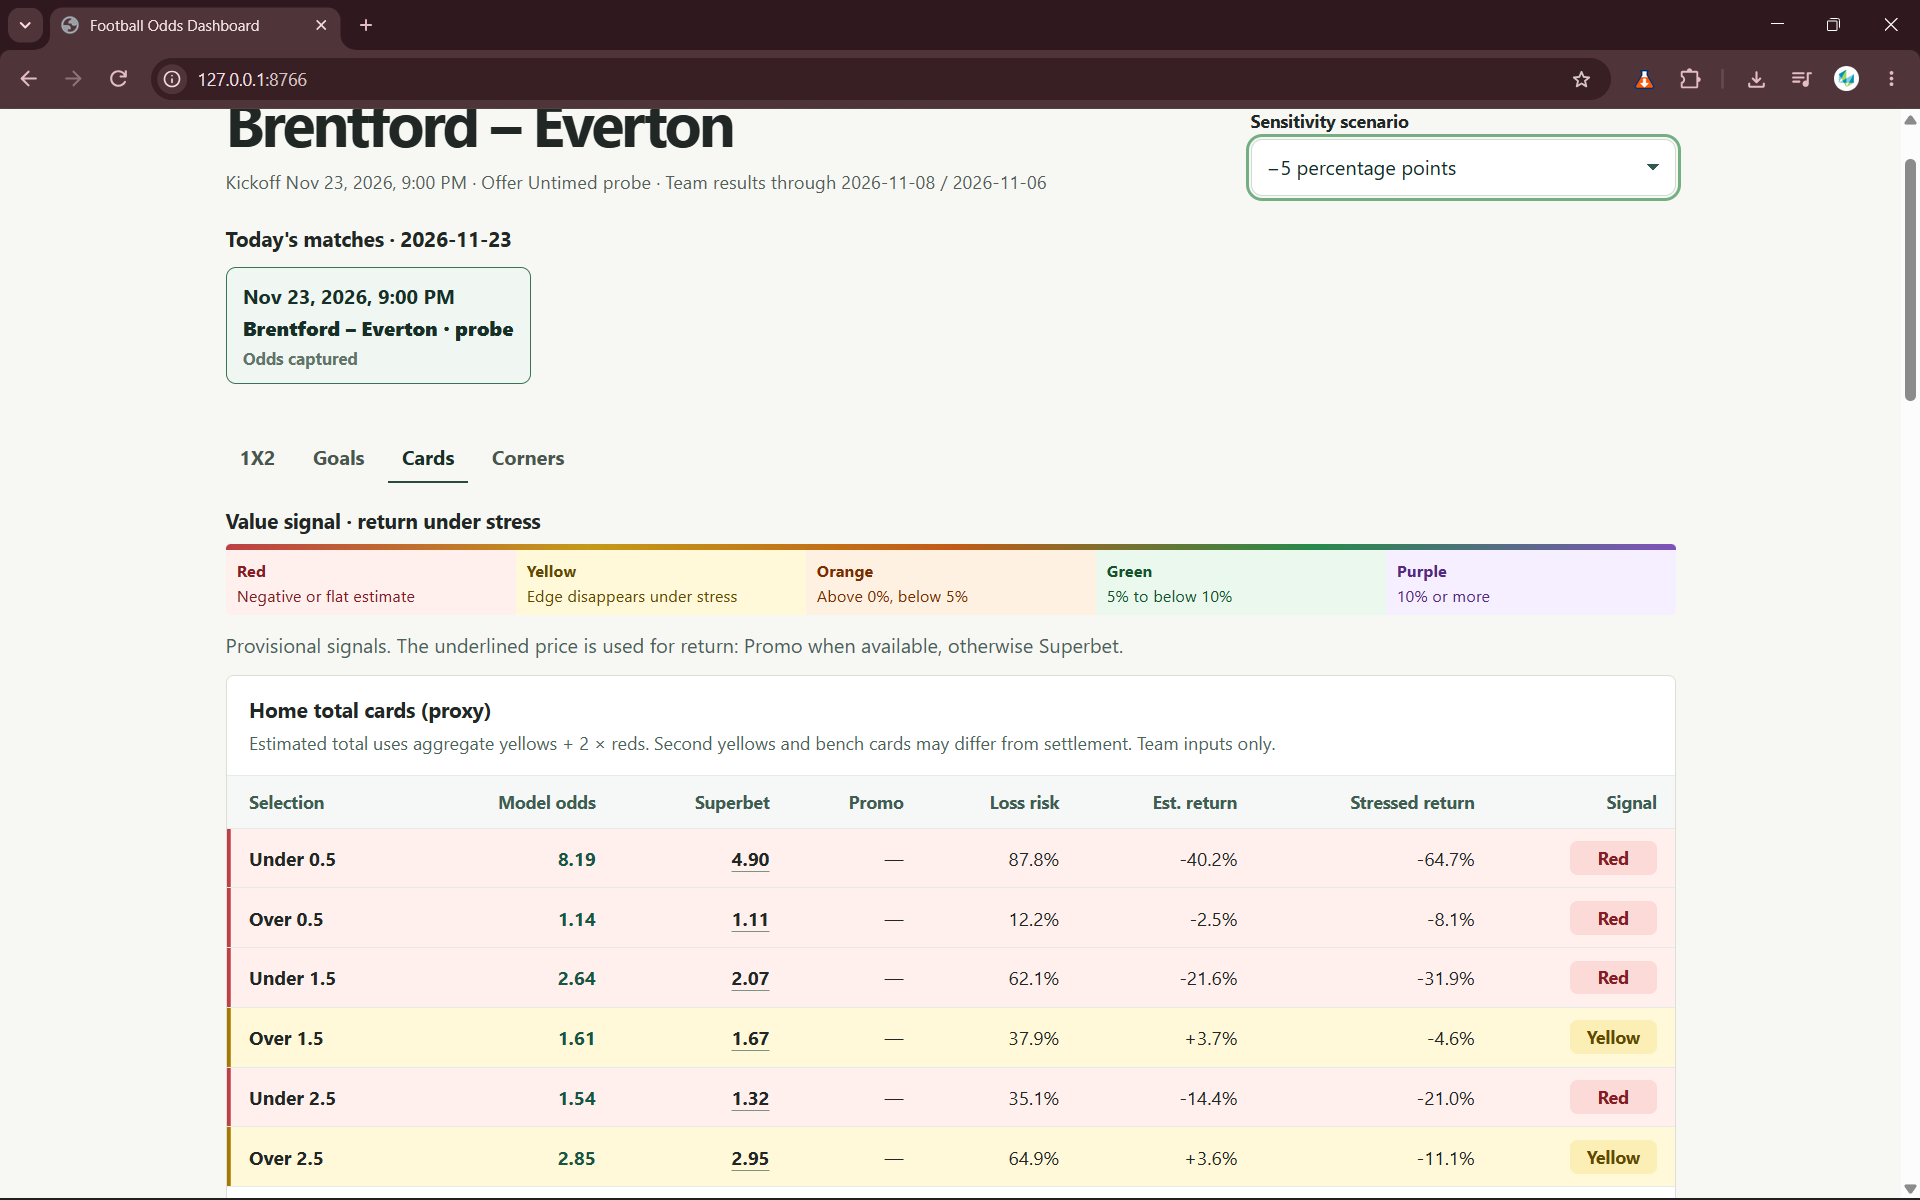 Football Odds Dashboard
127.0.0.1:8766
Brentford – Everton
Kickoff Nov 23, 2026, 9:00 PM · Offer Untimed probe · Team results through 2026-11-08 / 2026-11-06
Sensitivity scenario
−5 percentage points
Today's matches · 2026-11-23
Nov 23, 2026, 9:00 PM
Brentford – Everton · probe
Odds captured
1X2 Goals Cards Corners
Value signal · return under stress
Red Yellow Orange Green Purple
Negative or flat estimate Edge disappears under stress Above 0%, below 5% 5% to below 10% 10% or more
Provisional signals. The underlined price is used for return: Promo when available, otherwise Superbet.
Home total cards (proxy)
Estimated total uses aggregate yellows + 2 × reds. Second yellows and bench cards may differ from settlement. Team inputs only.
Selection Model odds Superbet Promo Loss risk Est. return Stressed return Signal
Under 0.5 8.19 4.90 — 87.8% -40.2% -64.7% Red
Over 0.5 1.14 1.11 — 12.2% -2.5% -8.1% Red
Under 1.5 2.64 2.07 — 62.1% -21.6% -31.9% Red
Over 1.5 1.61 1.67 — 37.9% +3.7% -4.6% Yellow
Under 2.5 1.54 1.32 — 35.1% -14.4% -21.0% Red
Over 2.5 2.85 2.95 — 64.9% +3.6% -11.1% Yellow